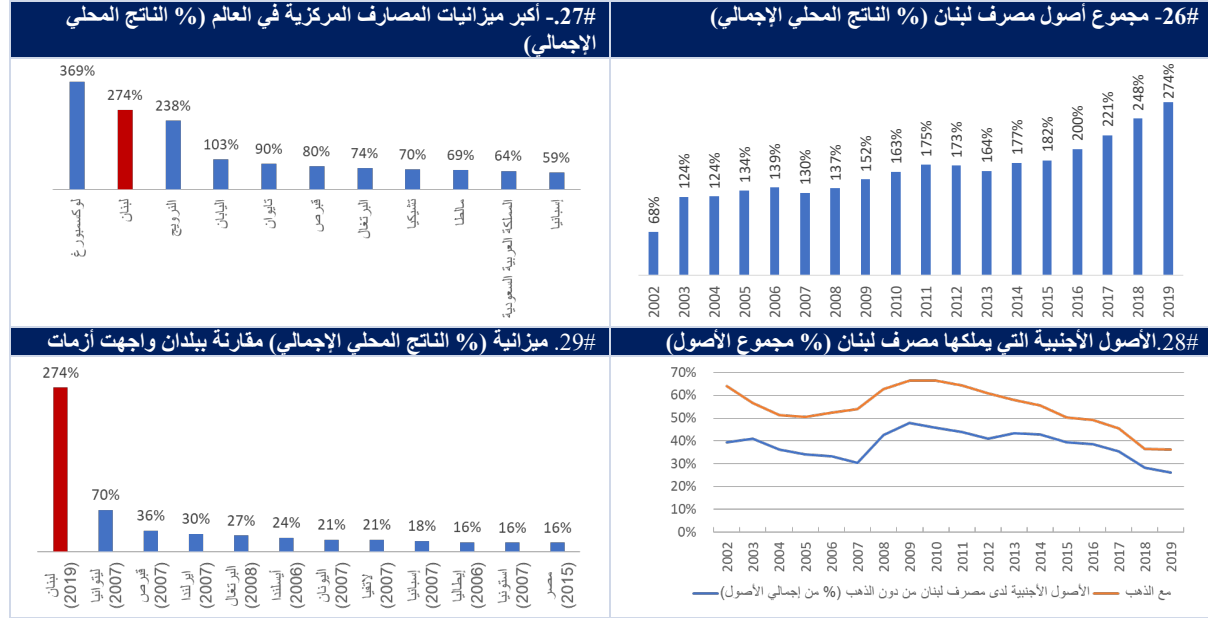 #26- مجموع أصول مصرف لبنان (% الناتج المحلي الإجمالي)
68% 124% 124% 134% 139% 130% 137% 152% 163% 175% 173% 164% 177% 182% 200% 221% 248% 274%
2002 2003 2004 2005 2006 2007 2008 2009 2010 2011 2012 2013 2014 2015 2016 2017 2018 2019
#27.- أكبر ميزانيات المصارف المركزية في العالم (% الناتج المحلي
الإجمالي)
369% 274% 238% 103% 90% 80% 74% 70% 69% 64% 59%
لوكسمبورغ
لبنان
النرويج
اليابان
تايوان
قبرص
البرتغال
تشيكيا
مالطا
المملكة العربية السعودية
إسبانيا
#28.الأصول الأجنبية التي يملكها مصرف لبنان (% مجموع الأصول)
70%
60%
50%
40%
30%
20%
10%
0%
2002 2003 2004 2005 2006 2007 2008 2009 2010 2011 2012 2013 2014 2015 2016 2017 2018 2019
الأصول الأجنبية لدى مصرف لبنان من دون الذهب (% من إجمالي الأصول)
مع الذهب
#29. ميزانية (% الناتج المحلي الإجمالي) مقارنة ببلدان واجهت أزمات
274% 70% 36% 30% 27% 24% 21% 21% 18% 16% 16% 16%
لبنان
(2019)
ليتوانيا
(2007)
قبرص
(2007)
ايرلندا
(2007)
البرتغال
(2008)
آيسلندا
(2006)
اليونان
(2007)
لاتفيا
(2007)
إسبانيا
(2007)
إيطاليا
(2006)
استونيا
(2007)
مصر
(2015)